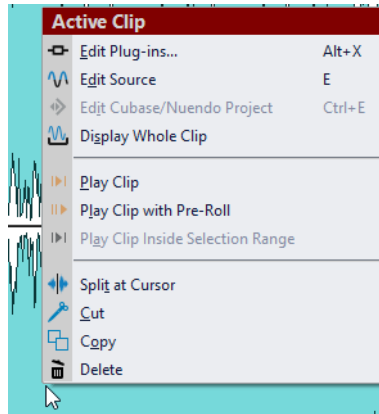 Active Clip
Edit Plug-ins... Alt+X
Edit Source E
Edit Cubase/Nuendo Project Ctrl+E
Display Whole Clip
Play Clip
Play Clip with Pre-Roll
Play Clip Inside Selection Range
Split at Cursor
Cut
Copy
Delete